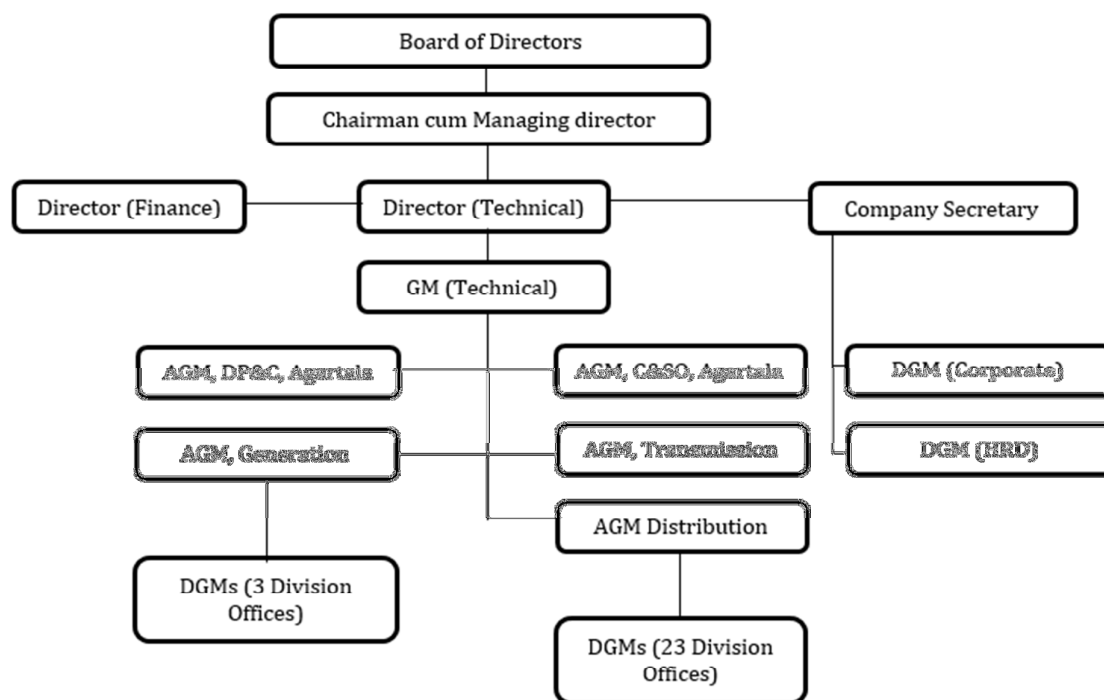 Board of Directors
Chairman cum Managing director
Director (Finance)
Director (Technical)
Company Secretary
GM (Technical)
AGM, DP&C, Agartala
AGM, C&SO, Agartala
DGM (Corporate)
AGM, Generation
AGM, Transmission
DGM (HRD)
AGM Distribution
DGMs (3 Division
Offices)
DGMs (23 Division
Offices)